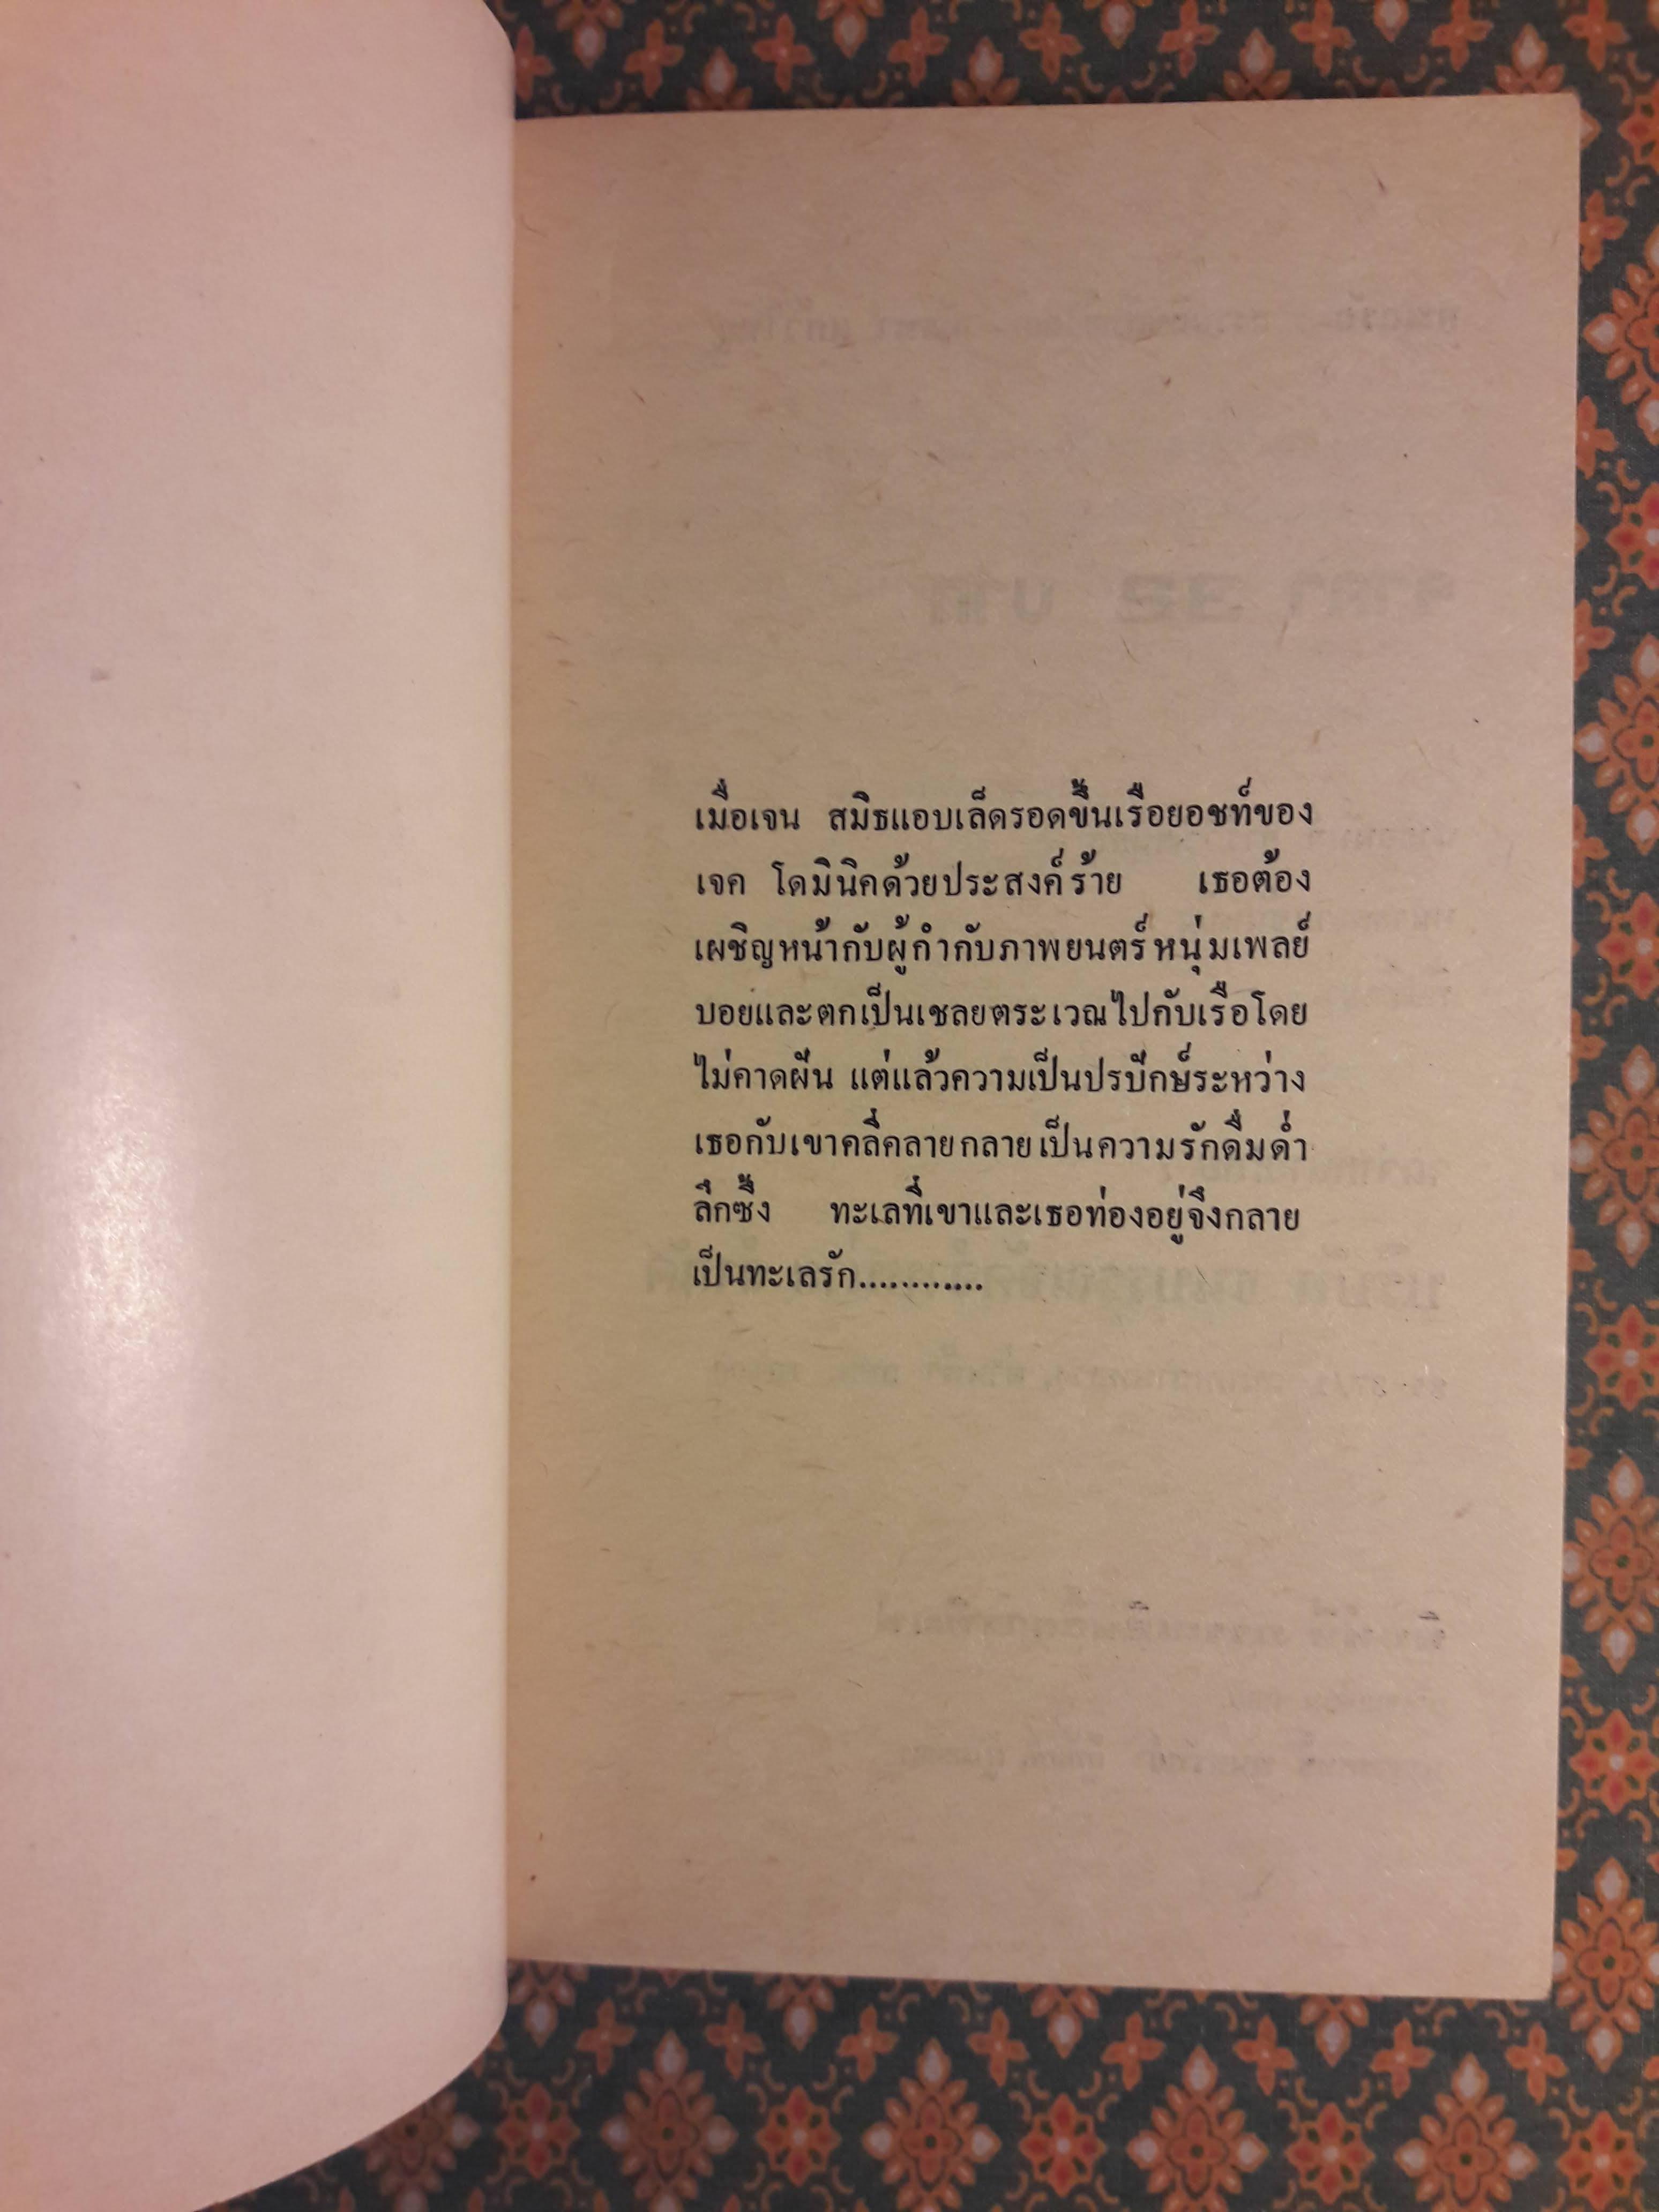 เมื่อเจน สมิธแอบเล็ดรอดขึ้นเรือยอชท์ของ
เจค โดมินิคด้วยประสงค์ร้าย เธอต้อง
เผชิญหน้ากับผู้กำกับภาพยนตร์หนุ่มเพลย์
บอยและตกเป็นเชลยตระเวณไปกับเรือโดย
ไม่คาดฝัน แต่แล้วความเป็นปรปักษ์ระหว่าง
เธอกับเขาคลี่คลายกลายเป็นความรักดื่มด่ำ
ลึกซึ้ง ทะเลที่เขาและเธอท่องอยู่จึงกลาย
เป็นทะเลรัก............